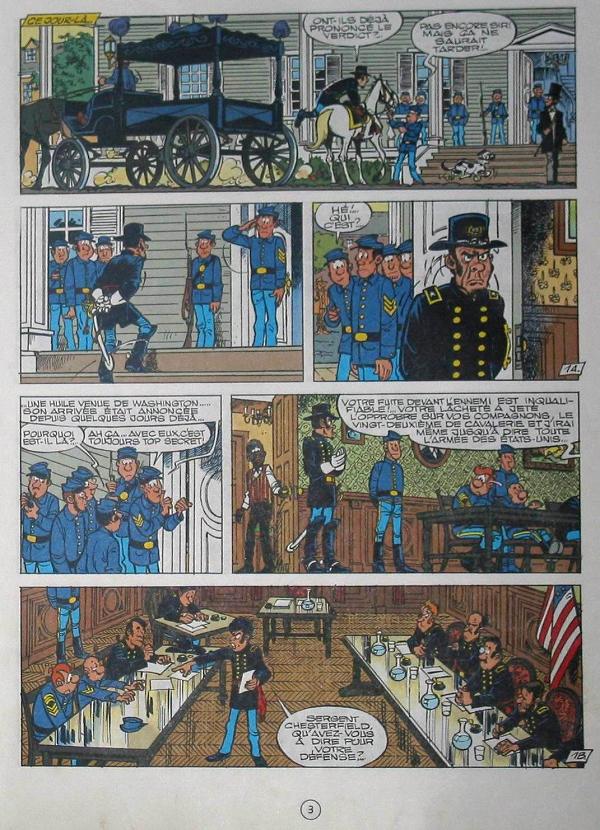 CE JOUR-LÀ...
ONT-ILS DÉJÀ
PRONONCÉ LE
VERDICT?..
PAS ENCORE SIR!
MAIS ÇA NE
SAURAIT
TARDER!..
HÉ!
QUI
C'EST?
1A.
...UNE HUILE VENUE DE WASHINGTON.....
SON ARRIVÉE ÉTAIT ANNONCÉE
DEPUIS QUELQUES JOURS DÉJÀ...
POURQUOI
EST-IL LÀ?..
AH ÇA... AVEC EUX, C'EST
TOUJOURS TOP SECRET!
VOTRE FUITE DEVANT L'ENNEMI EST INQUALI-
FIABLE!.. VOTRE LÂCHETÉ A JETÉ
L'OPPROBRE SUR VOS COMPAGNONS, LE
VINGT-DEUXIÈME DE CAVALERIE ET J'IRAI
MÊME JUSQU'À DIRE TOUTE
L'ARMÉE DES ÉTATS-UNIS...
SERGENT
CHESTERFIELD,
QU'AVEZ-VOUS
À DIRE POUR
VOTRE
DÉFENSE?..
1B.
3